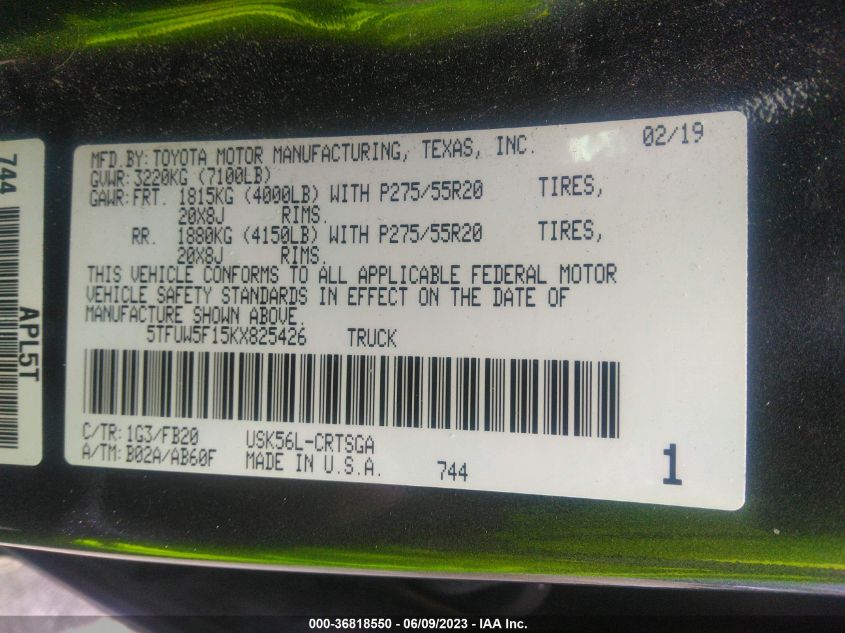 MFD.BY:TOYOTA MOTOR MANUFACTURING, TEXAS, INC. 02/19
GVWR:3220KG (7100LB)
GAWR:FRT. 1815KG (4000LB) WITH P275/55R20 TIRES,
20X8J RIMS.
RR. 1880KG (4150LB) WITH P275/55R20 TIRES,
20X8J RIMS.
THIS VEHICLE CONFORMS TO ALL APPLICABLE FEDERAL MOTOR
VEHICLE SAFETY STANDARDS IN EFFECT ON THE DATE OF
MANUFACTURE SHOWN ABOVE.
5TFUW5F15KX825426 TRUCK
C/TR:1G3/FB20 USK56L-CRTSGA
A/TM:B02A/AB60F MADE IN U.S.A. 744 1
744
APL5T
000-36818550 - 06/09/2023 - IAA Inc.